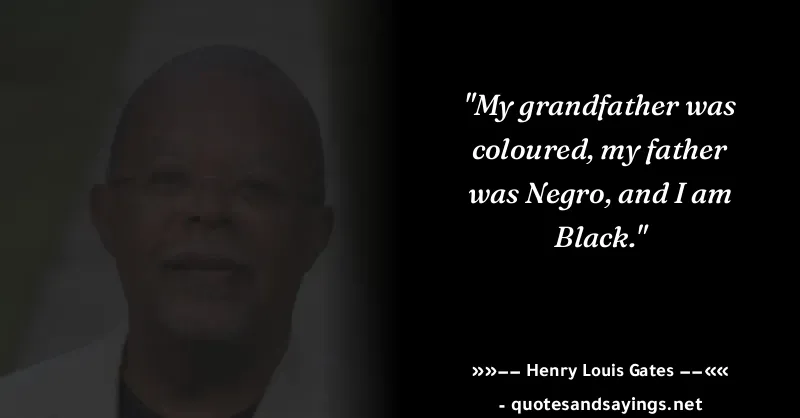 "My grandfather was
coloured, my father
was Negro, and I am
Black."
»»–– Henry Louis Gates ––««
- quotesandsayings.net